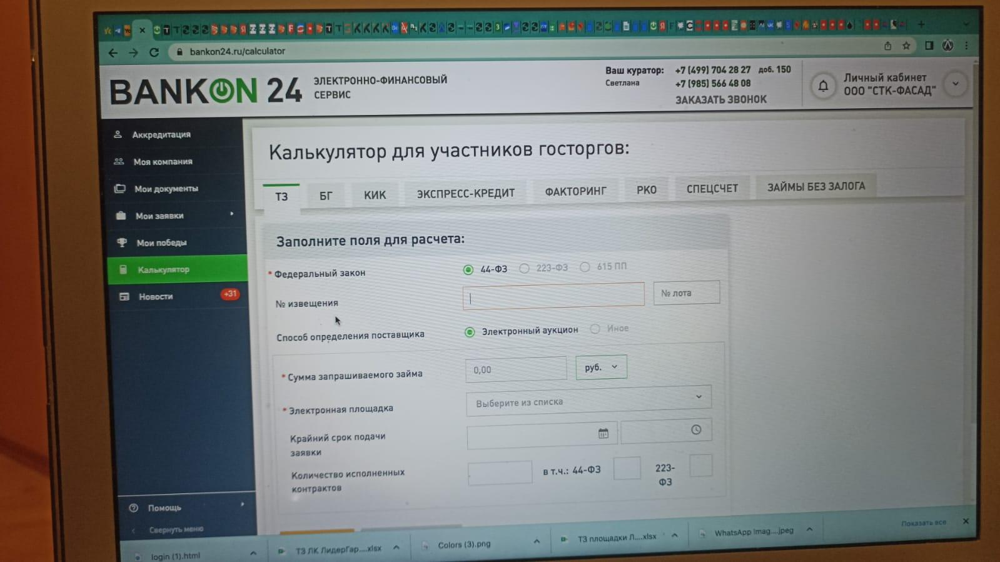 bankon24.ru/calculator
BANKON 24
ЭЛЕКТРОННО-ФИНАНСОВЫЙ
СЕРВИС
Ваш куратор: +7 (499) 704 28 27 доб. 150
Светлана +7 (985) 566 48 08
ЗАКАЗАТЬ ЗВОНОК
Личный кабинет
ООО "СТК-ФАСАД"
Аккредитация
Моя компания
Мои документы
Мои заявки
Мои победы
Калькулятор
Новости +31
Помощь
Свернуть меню
Калькулятор для участников госторгов:
ТЗ БГ КИК ЭКСПРЕСС-КРЕДИТ ФАКТОРИНГ РКО СПЕЦСЧЕТ ЗАЙМЫ БЕЗ ЗАЛОГА
Заполните поля для расчета:
* Федеральный закон 44-ФЗ 223-ФЗ 615 ПП
№ извещения № лота
Способ определения поставщика Электронный аукцион Иное
* Сумма запрашиваемого займа 0,00 руб.
* Электронная площадка Выберите из списка
Крайний срок подачи
заявки
Количество исполненных
контрактов
в т.ч.: 44-ФЗ
223-
ФЗ
login (1).html
ТЗ ЛК ЛидерГар....xlsx
Colors (3).png
ТЗ площадки Л....xlsx
WhatsApp Imag....jpeg
Показать все